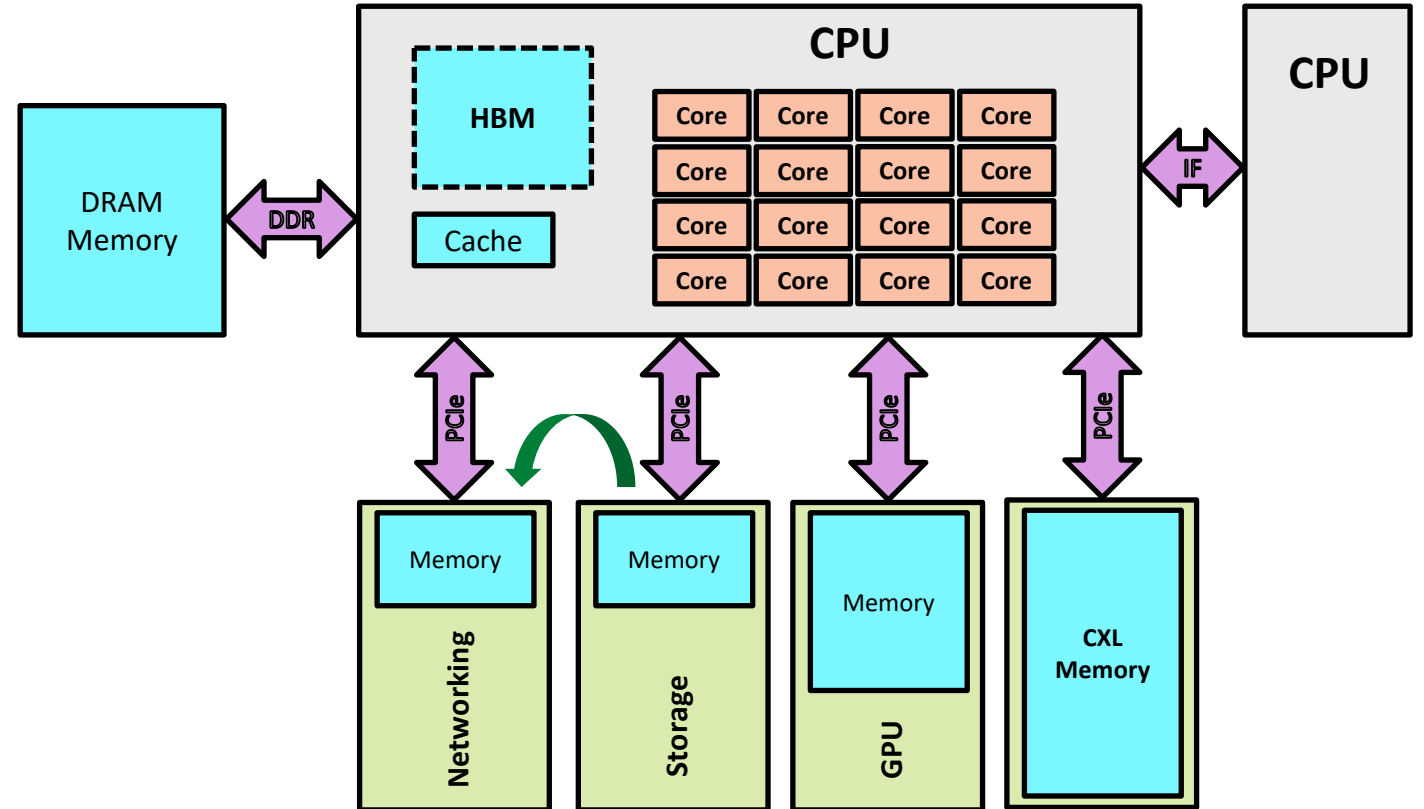 CPU
CPU
HBM
Core Core Core Core
Core Core Core Core
Core Core Core Core
Core Core Core Core
Cache
DRAM
Memory
DDR
IF
PCIe
PCIe
PCIe
PCIe
Memory
Networking
Memory
Storage
Memory
GPU
CXL
Memory